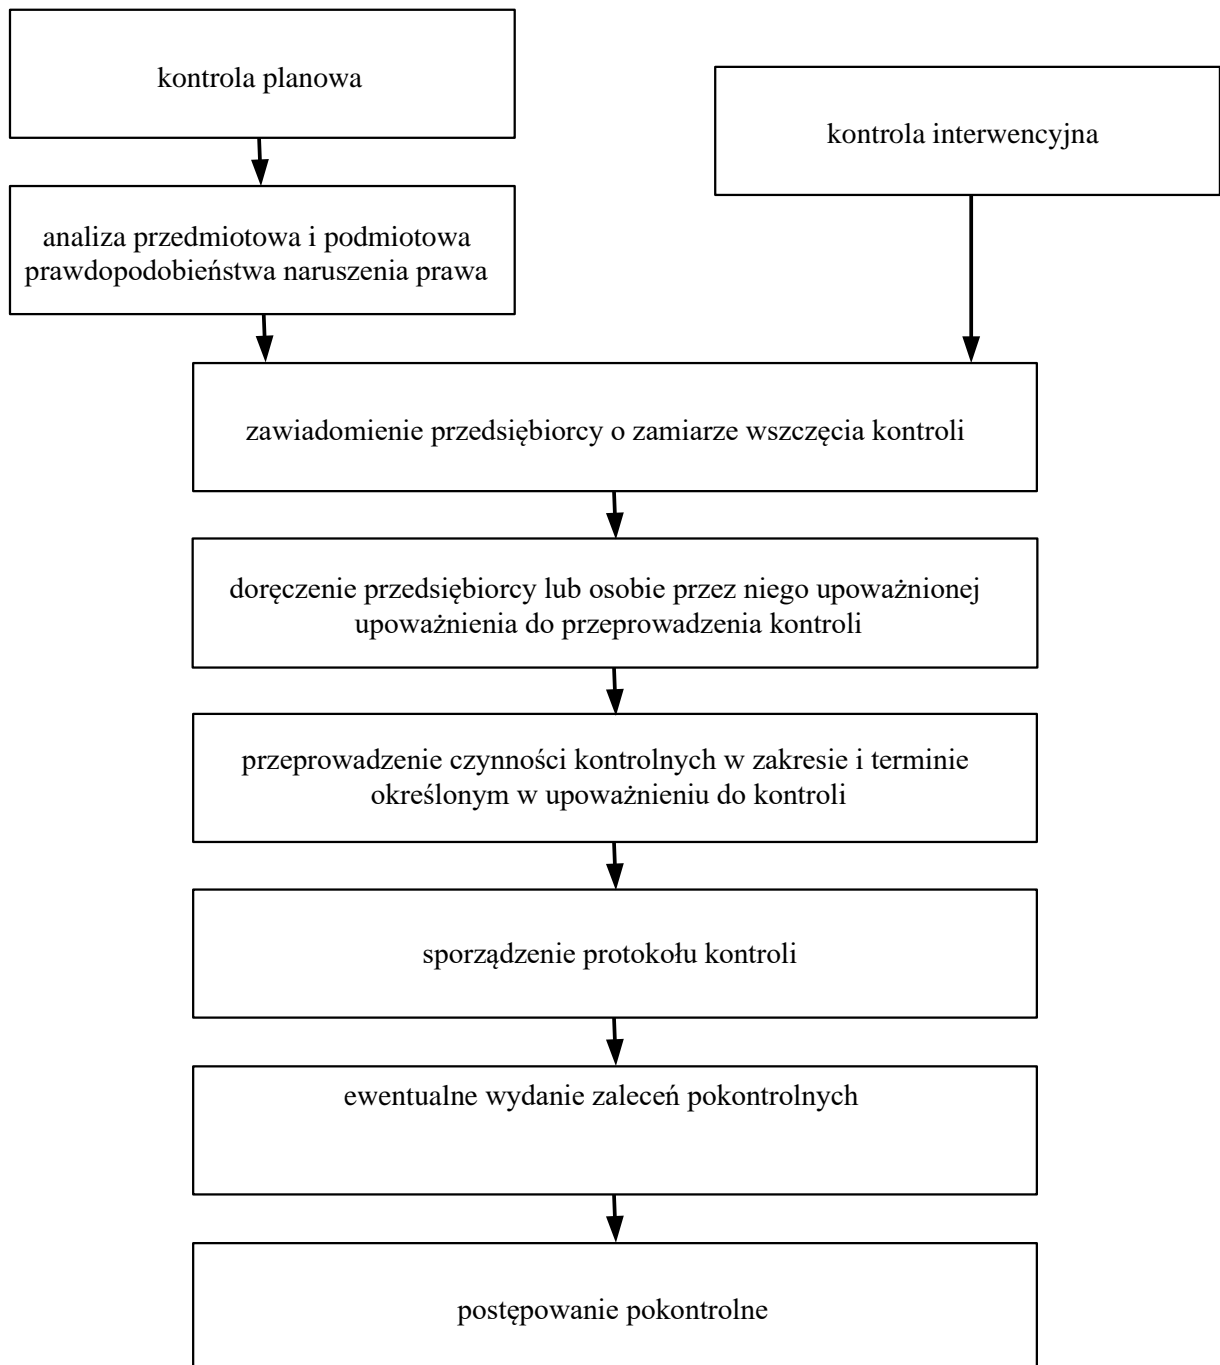 kontrola planowa
kontrola interwencyjna
analiza przedmiotowa i podmiotowa
prawdopodobieństwa naruszenia prawa
zawiadomienie przedsiębiorcy o zamiarze wszczęcia kontroli
doręczenie przedsiębiorcy lub osobie przez niego upoważnionej
upoważnienia do przeprowadzenia kontroli
przeprowadzenie czynności kontrolnych w zakresie i terminie
określonym w upoważnieniu do kontroli
sporządzenie protokołu kontroli
ewentualne wydanie zaleceń pokontrolnych
postępowanie pokontrolne